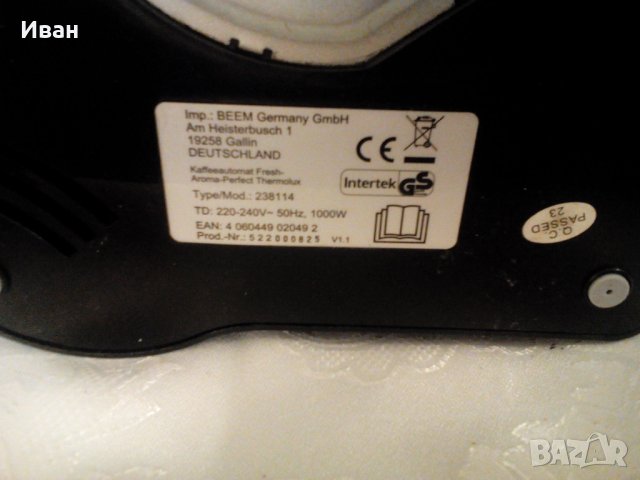 Иван
Imp.: BEEM Germany GmbH
Am Heisterbusch 1
19258 Gallin
DEUTSCHLAND
Kaffeeautomat Fresh-
Aroma-Perfect Thermolux
Type/Mod.: 238114
TD: 220-240V~ 50Hz, 1000W
EAN: 4 060449 02049 2
Prod.-Nr.: 522000825 V1.1
CE
Intertek GS
Q.C
PASSED
23
BAZAR